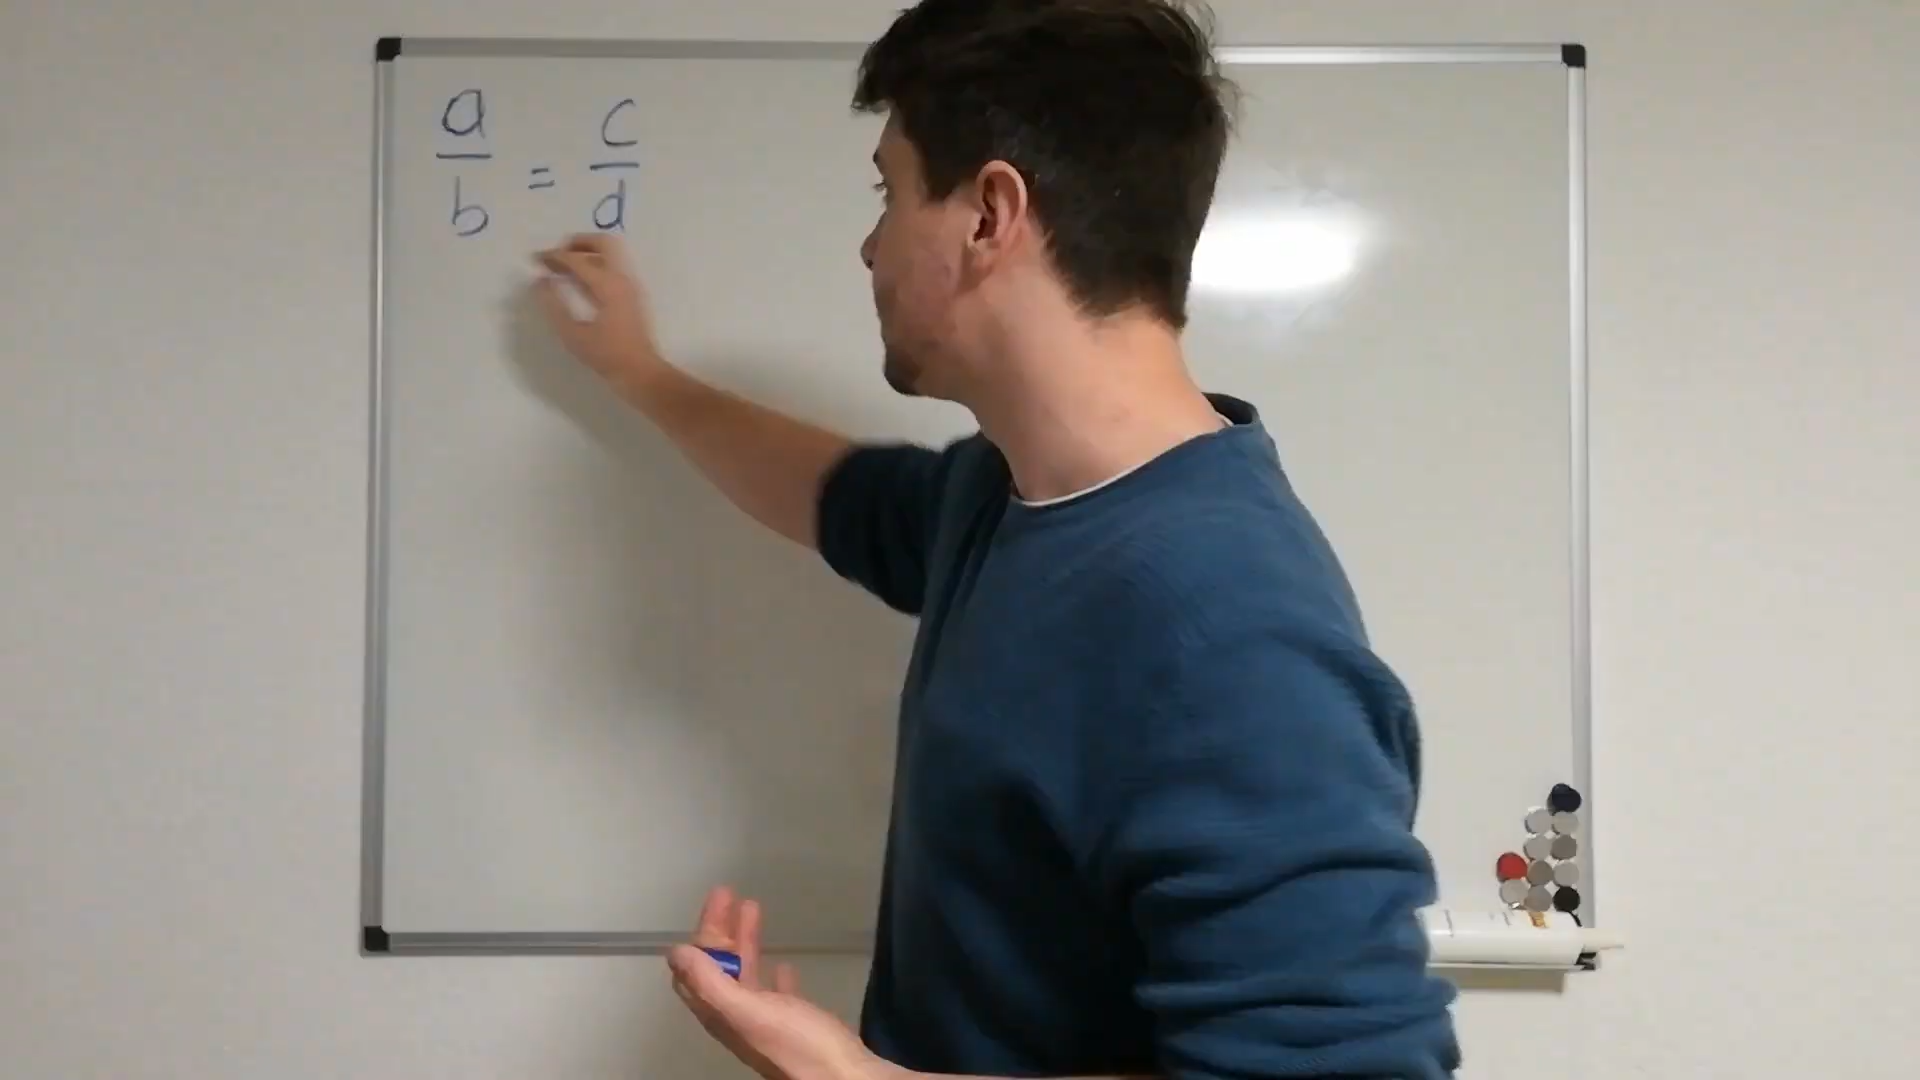 a/b = c/d